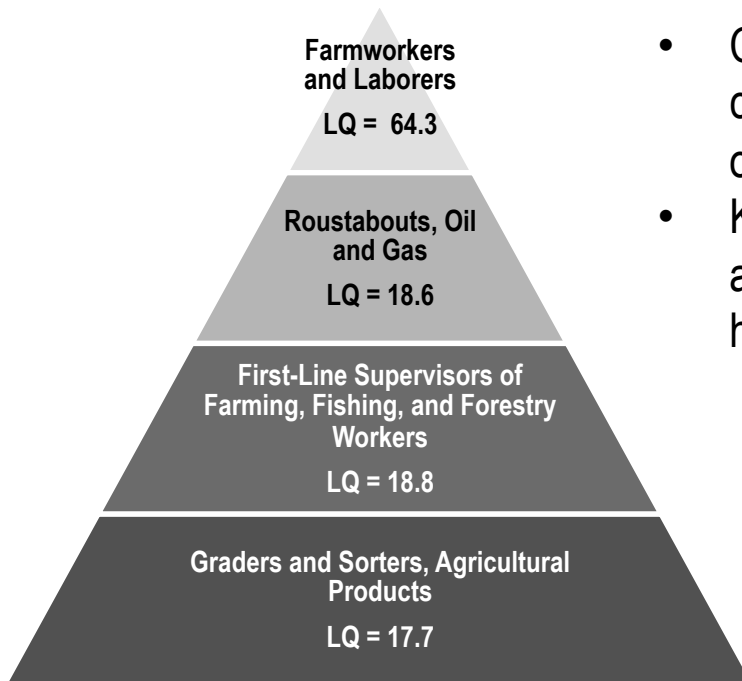 Farmworkers
and Laborers
LQ = 64.3
Roustabouts, Oil
and Gas
LQ = 18.6
First-Line Supervisors of
Farming, Fishing, and Forestry
Workers
LQ = 18.8
Graders and Sorters, Agricultural
Products
LQ = 17.7